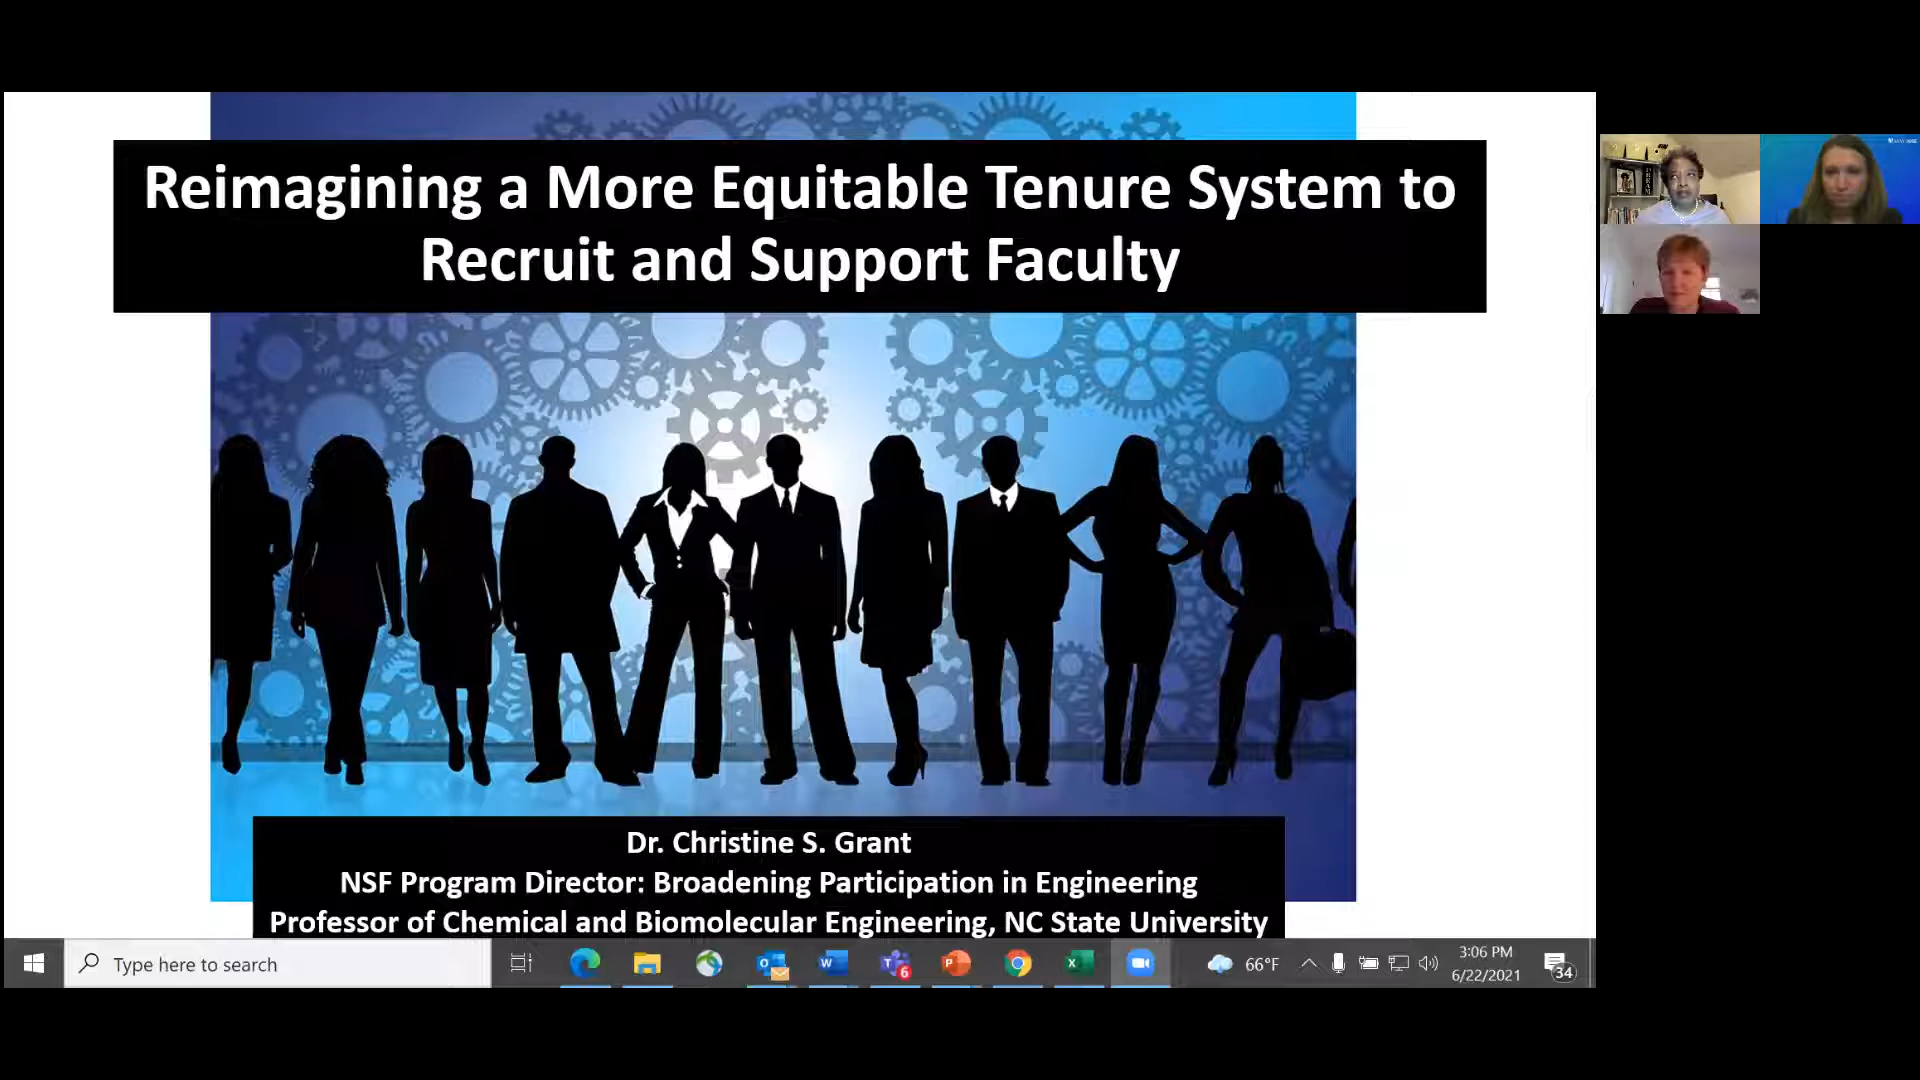 Reimagining a More Equitable Tenure System to
Recruit and Support Faculty
DREAM
Dr. Christine S. Grant
NSF Program Director: Broadening Participation in Engineering
Professor of Chemical and Biomolecular Engineering, NC State University
Type here to search
6
66°F
3:06 PM
6/22/2021
34